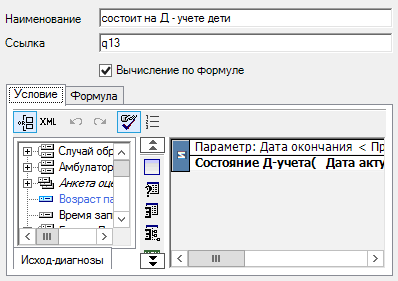 Наименование
состоит на Д - учете дети
Ссылка
q13
Вычисление по формуле
Условие
Формула
XML
Случай обр
Амбулатор
Анкета оце
Возраст па
Время зап
Исход-диагнозы
Параметр: Дата окончания < Пр
Состояние Д-учета( Дата акту